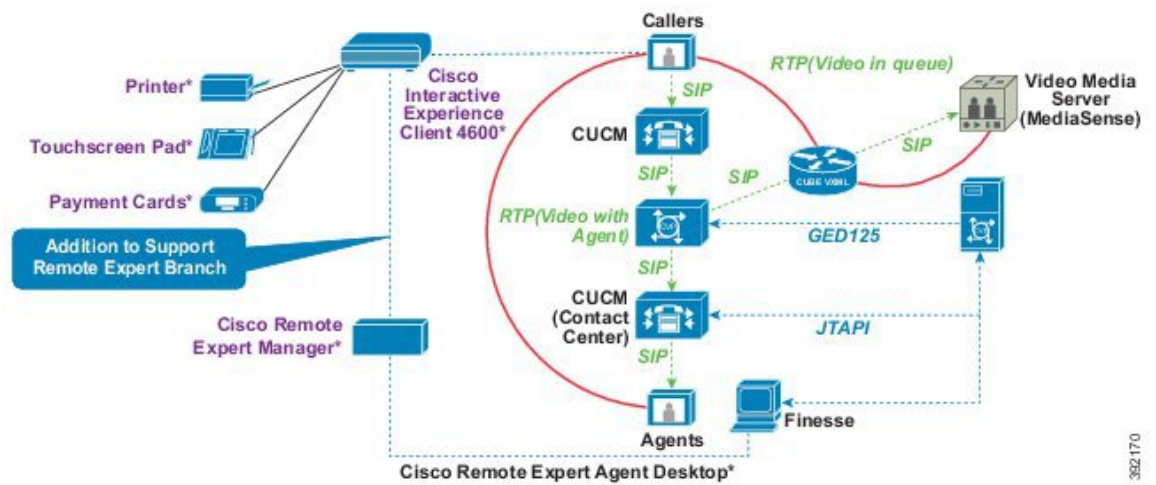 Callers
RTP(Video in queue)
Video Media
Server
(MediaSense)
Printer*
Cisco
Interactive
Experience
Client 4600*
SIP
CUCM
Touchscreen Pad*
SIP
SIP
SIP
CUBE VXML
Payment Cards*
RTP(Video with
Agent)
CVP
GED125
Addition to Support
Remote Expert Branch
SIP
CUCM
(Contact
Center)
JTAPI
Cisco Remote
Expert Manager*
SIP
Agents
Finesse
Cisco Remote Expert Agent Desktop*
392170